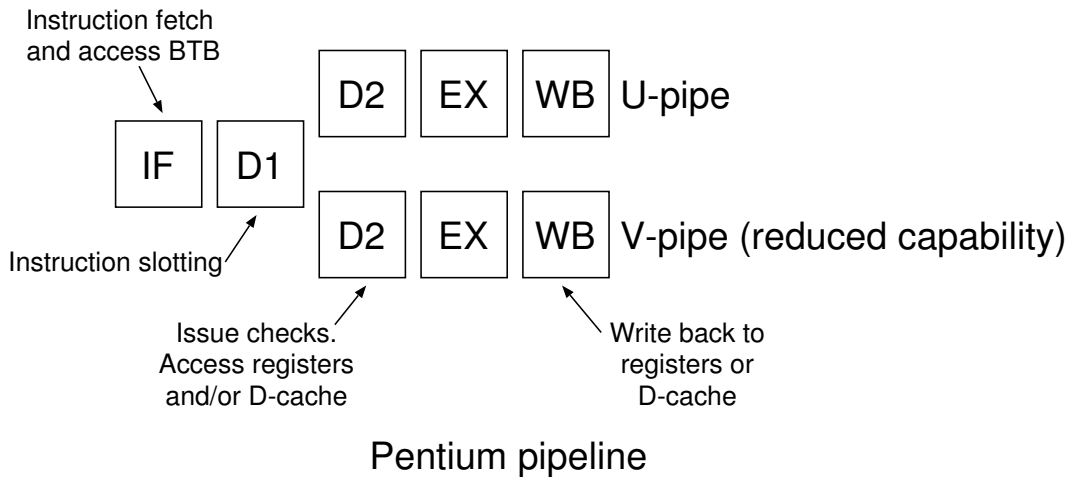 Instruction fetch
and access BTB
D2 EX WB U-pipe
IF D1
D2 EX WB V-pipe (reduced capability)
Instruction slotting
Issue checks.
Access registers
and/or D-cache
Write back to
registers or
D-cache
Pentium pipeline